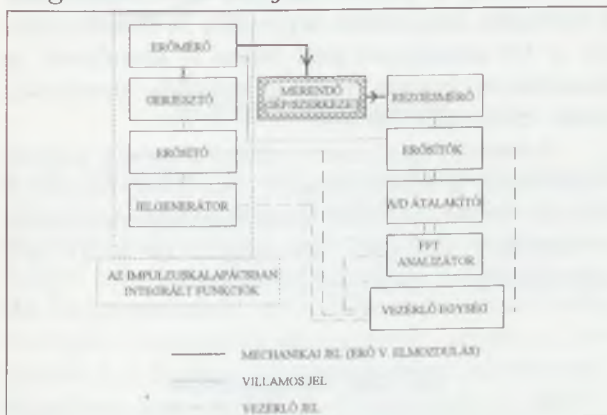 ERŐMÉRŐ
GERJESZTŐ
ERŐSÍTŐ
JELGENERÁTOR
AZ IMPULZUSKALAPÁCSBAN
INTEGRÁLT FUNKCIÓK
MERENDŐ
GÉPSZERKEZET
REZGÉSMÉRŐ
ERŐSÍTŐK
A/D ÁTALAKÍTÓ
FFT
ANALIZÁTOR
VEZÉRLŐ EGYSÉG
MECHANIKAI JEL (ERŐ V. ELMOZDULÁS)
VILLAMOS JEL
VEZÉRLŐ JEL